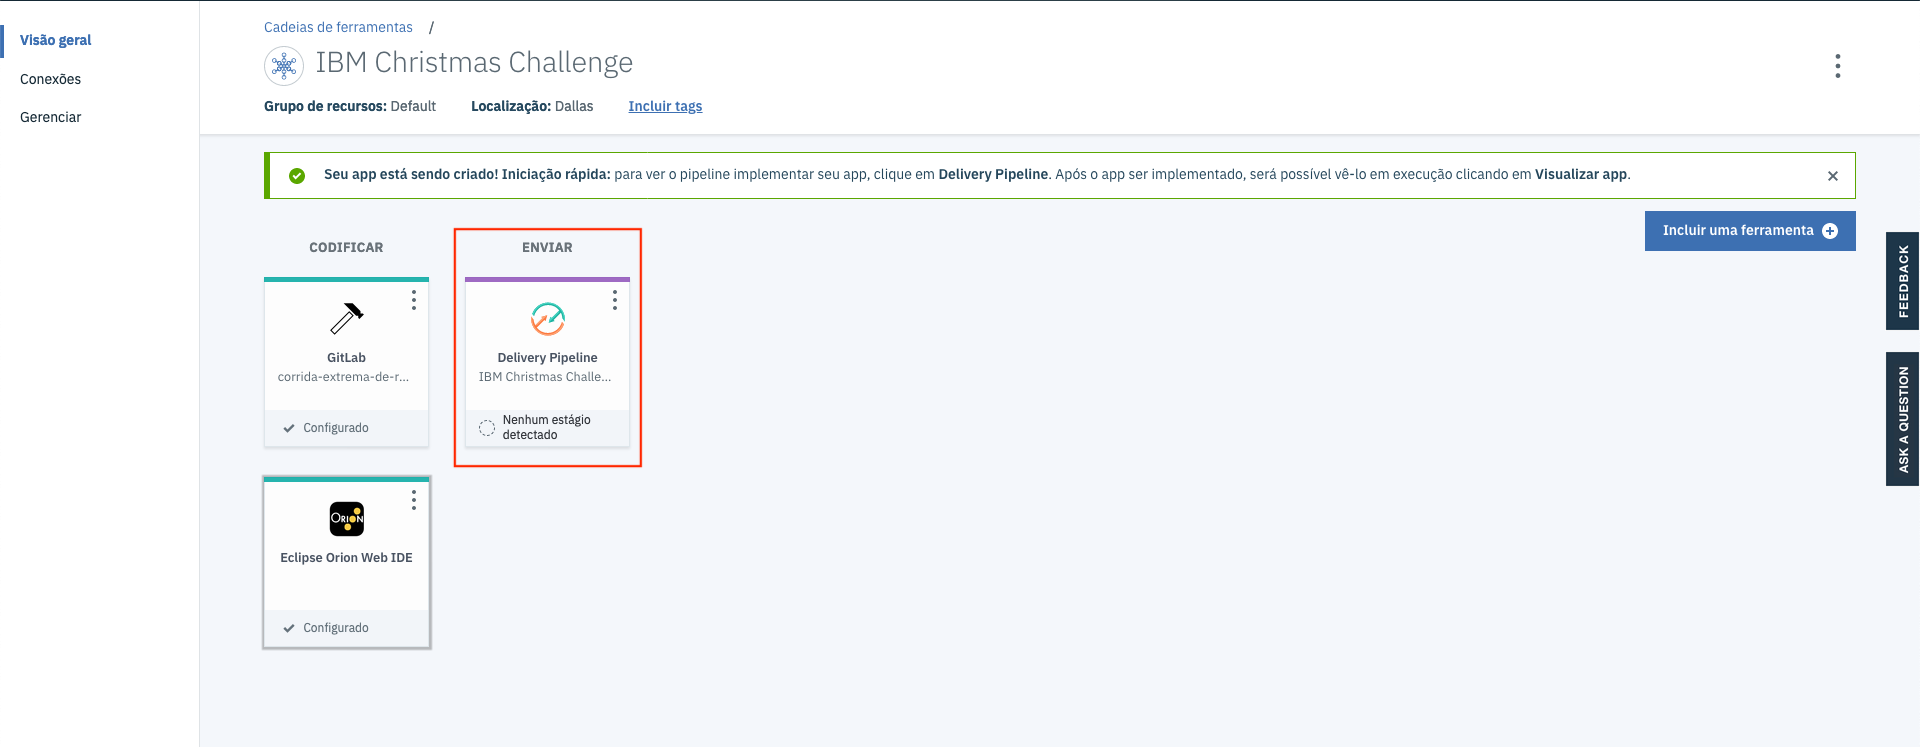 Visão geral
Conexões
Gerenciar
Cadeias de ferramentas /
IBM Christmas Challenge
Grupo de recursos: Default Localização: Dallas Incluir tags
Seu app está sendo criado! Iniciação rápida: para ver o pipeline implementar seu app, clique em Delivery Pipeline. Após o app ser implementado, será possível vê-lo em execução clicando em Visualizar app.
Incluir uma ferramenta
CODIFICAR
GitLab
corrida-extrema-de-r...
Configurado
ORION
Eclipse Orion Web IDE
Configurado
ENVIAR
Delivery Pipeline
IBM Christmas Challe...
Nenhum estágio
detectado
FEEDBACK
ASK A QUESTION